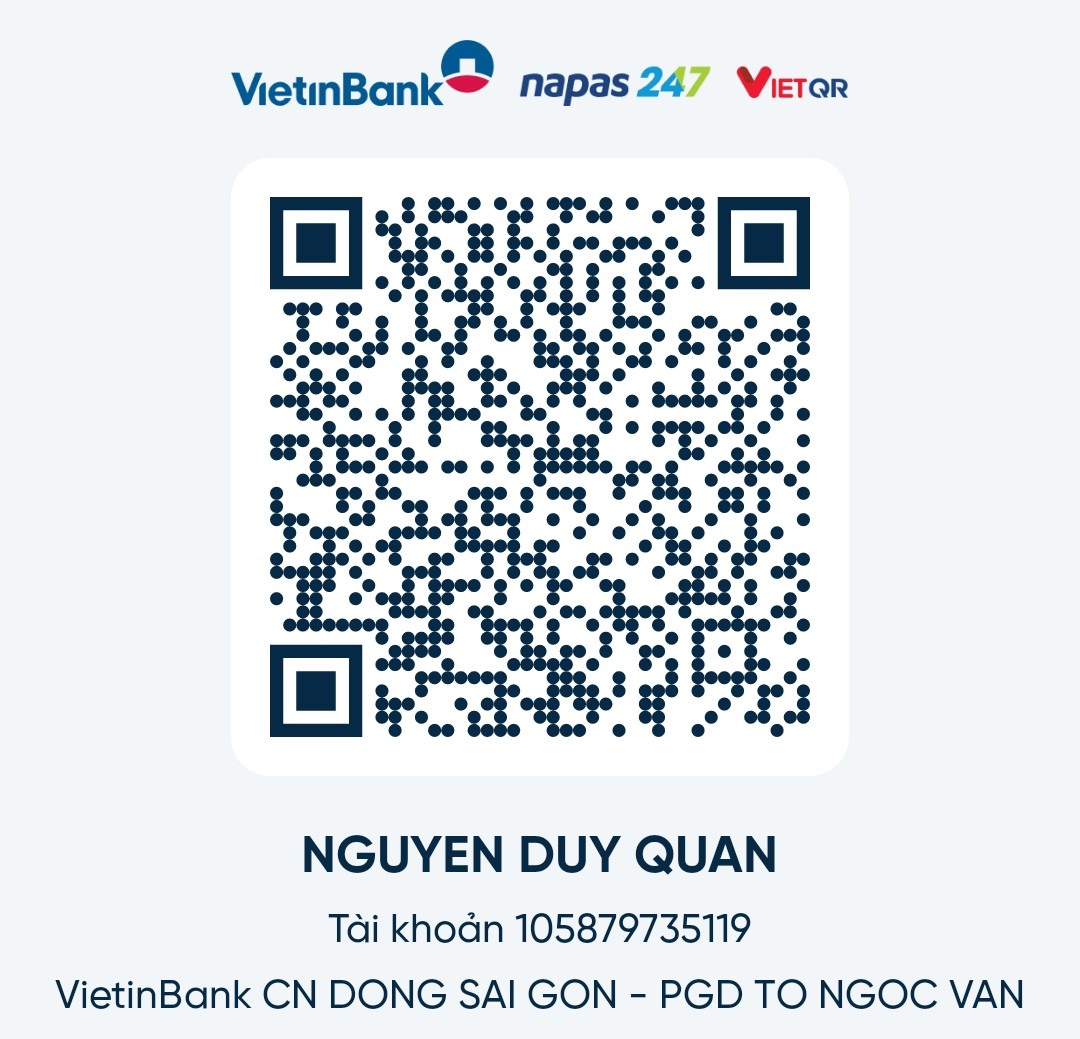 VietinBank napas 247 VIETQR
NGUYEN DUY QUAN
Tài khoản 105879735119
VietinBank CN DONG SAI GON - PGD TO NGOC VAN